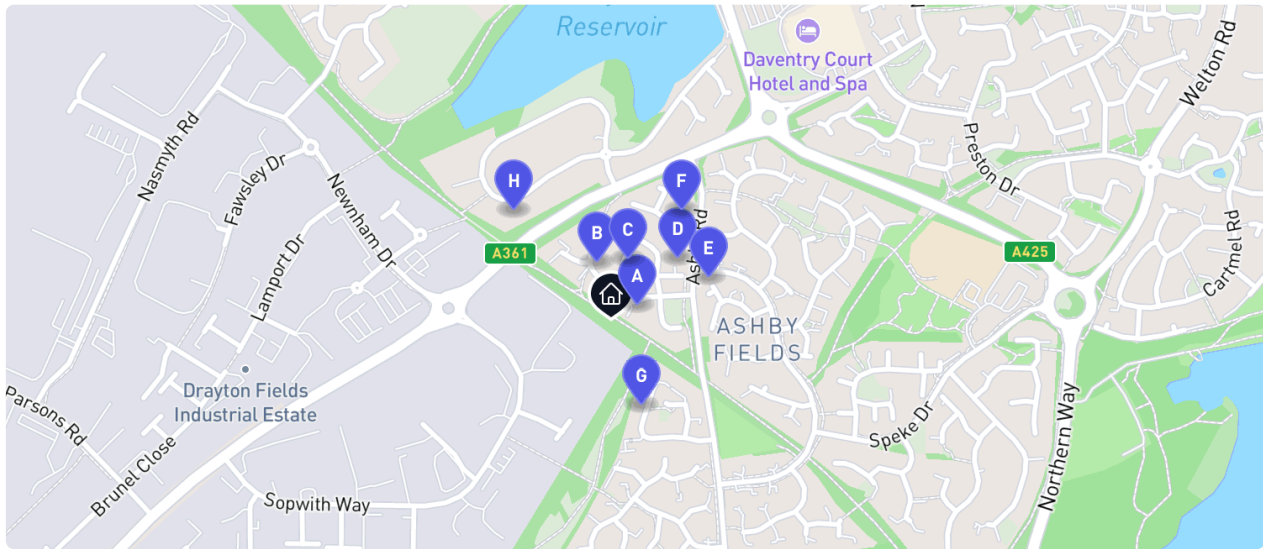 Reservoir
Daventry Court
Hotel and Spa
Welton Rd
Nasmyth Rd
Preston Dr
Fawsley Dr
Newnham Dr
H
F
B
C
D
E
A
A361
A425
Cartmel Rd
Lamport Dr
ASHBY
FIELDS
G
Drayton Fields
Industrial Estate
Parsons Rd
Brunel Close
Speke Dr
Northern Way
Sopwith Way